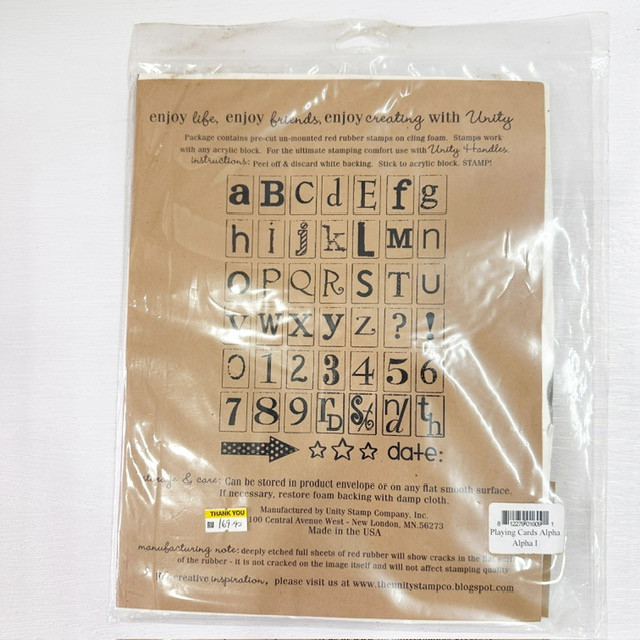 enjoy life, enjoy friends, enjoy creating with Unity
Package contains pre-cut un-mounted red rubber stamps on cling foam. Stamps work
with any acrylic block. For the ultimate stamping comfort use with Unity Handles.
instructions: Peel off & discard white backing. Stick to acrylic block. STAMP!
a B C d E f g
h i j k L M n
O P Q R S T U
v W X y Z ? !
0 1 2 3 4 5 6
7 8 9 rD St nd th
date:
& care: Can be stored in product envelope or on any flat smooth surface.
If necessary, restore foam backing with damp cloth.
Manufactured by Unity Stamp Company, Inc.
100 Central Avenue West - New London, MN.56273
Made in the USA
THANK YOU
manufacturing note: deeply etched full sheets of red rubber will show cracks in the
of the rubber - it is not cracked on the image itself and will not affect stamping quality
creative inspiration, please visit us at www.theunitystampco.blogspot.com
Playing Cards Alpha
Alpha 1